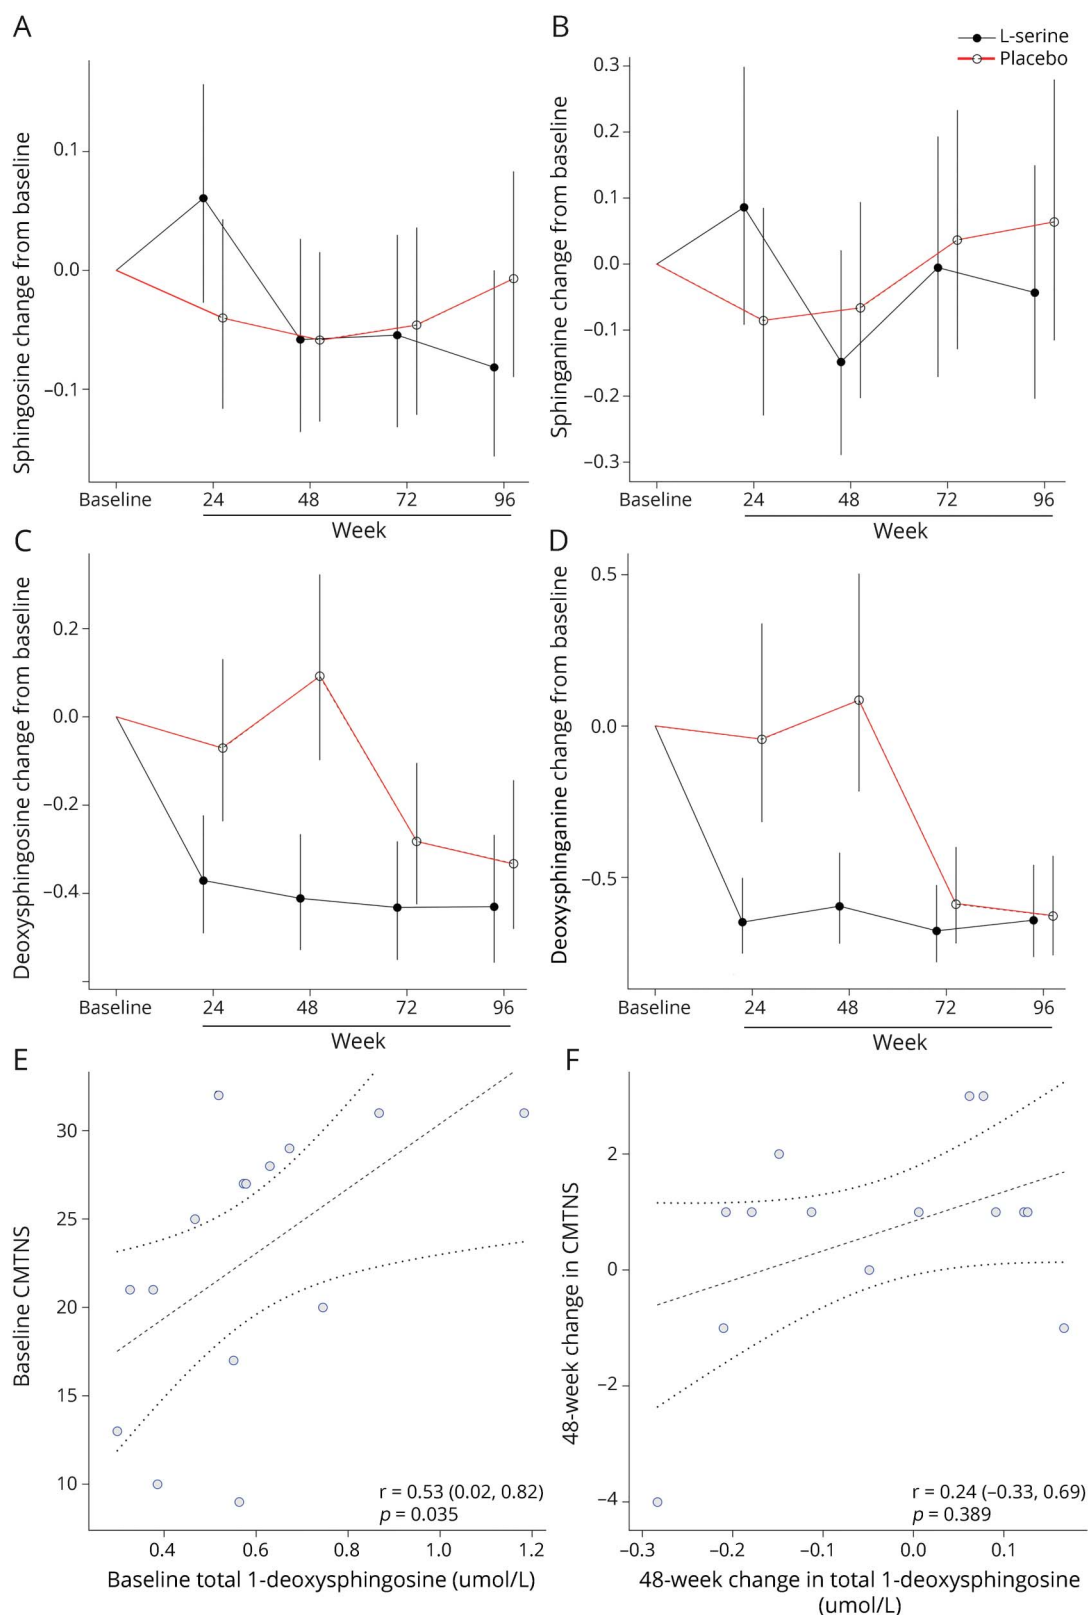 A
B
L-serine
Placebo
Sphingosine change from baseline
0.1
0.0
–0.1
Baseline 24 48 72 96
Week
Sphinganine change from baseline
0.3
0.2
0.1
0.0
–0.1
–0.2
–0.3
Baseline 24 48 72 96
Week
C
D
Deoxysphingosine change from baseline
0.2
0.0
–0.2
–0.4
Baseline 24 48 72 96
Week
Deoxysphinganine change from baseline
0.5
0.0
–0.5
Baseline 24 48 72 96
Week
E
F
Baseline CMTNS
30
25
20
15
10
r = 0.53 (0.02, 0.82)
p = 0.035
0.4 0.6 0.8 1.0 1.2
Baseline total 1-deoxysphingosine (umol/L)
48-week change in CMTNS
2
0
–2
–4
r = 0.24 (–0.33, 0.69)
p = 0.389
–0.3 –0.2 –0.1 0.0 0.1
48-week change in total 1-deoxysphingosine
(umol/L)